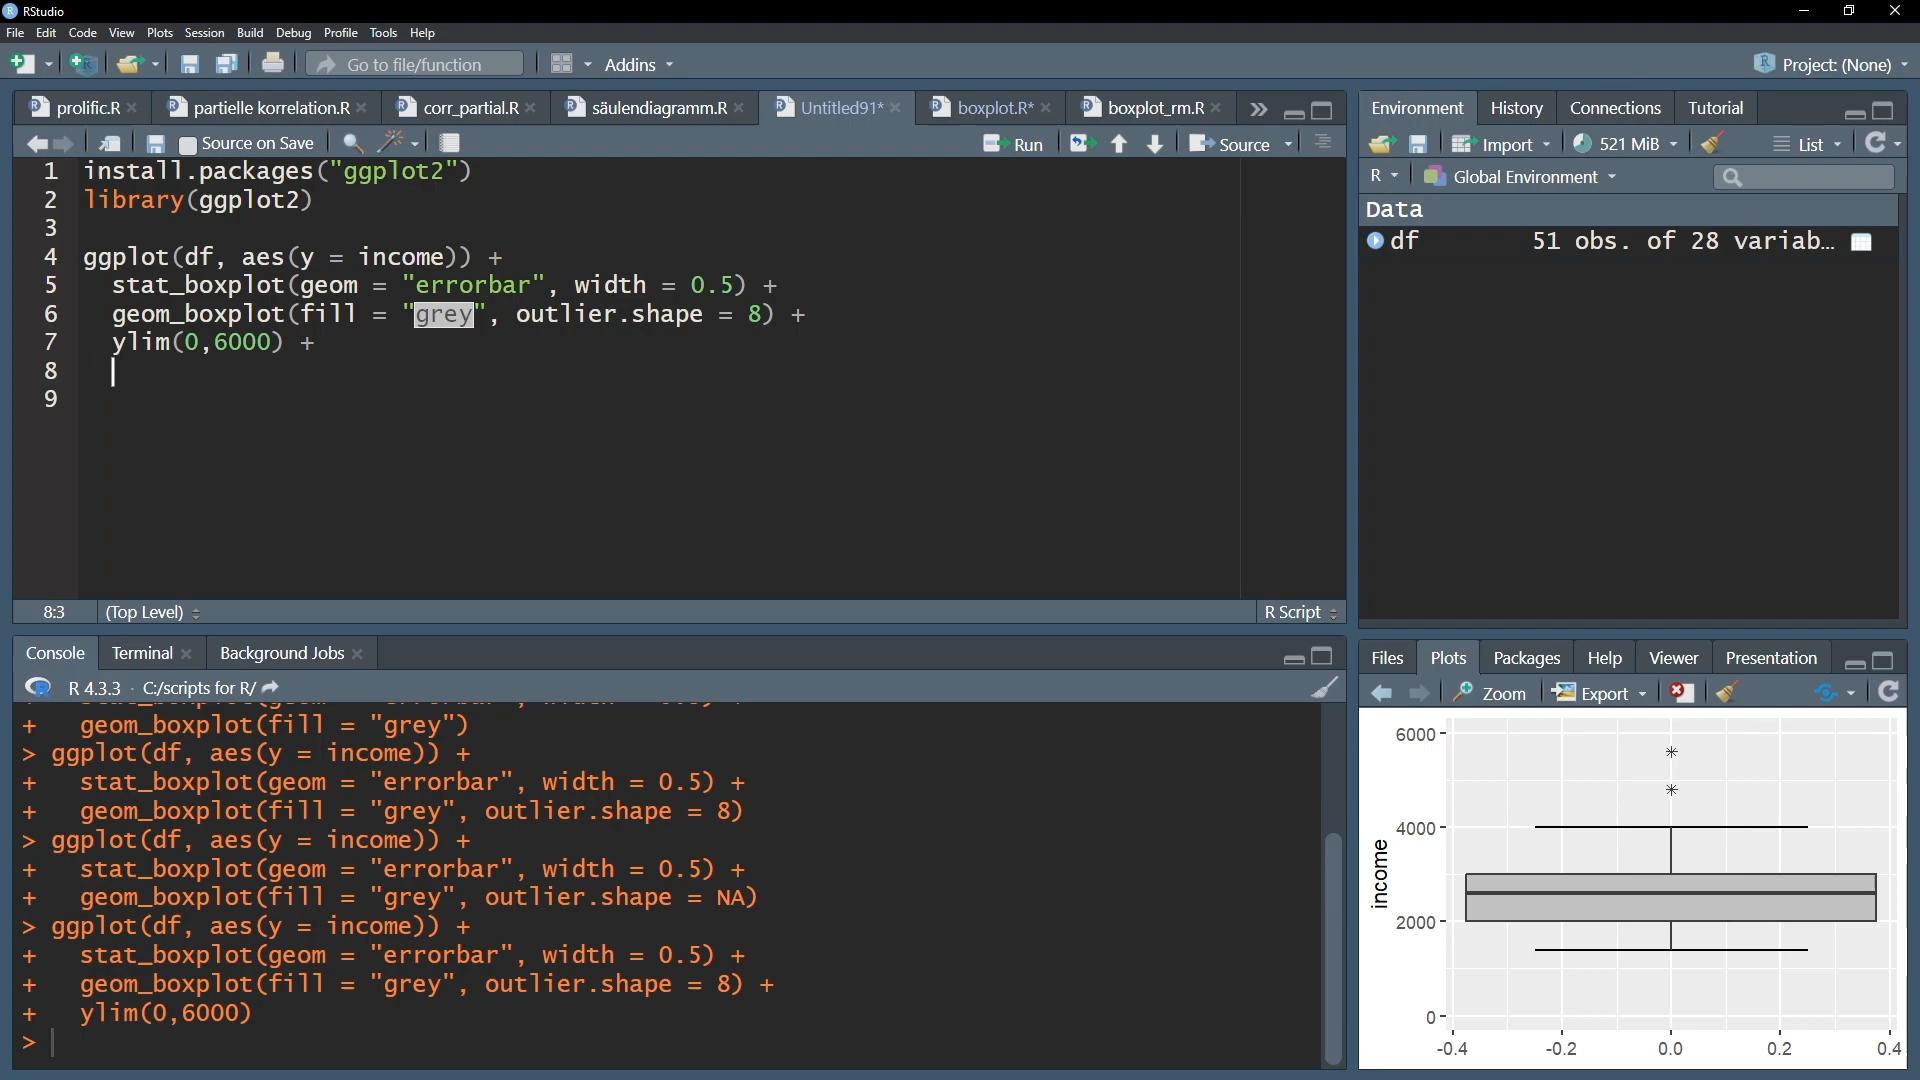 RStudio
File Edit Code View Plots Session Build Debug Profile Tools Help
Go to file/function Addins Project: (None)
prolific.R partielle korrelation.R corr_partial.R säulendiagramm.R Untitled91* boxplot.R* boxplot_rm.R
Source on Save Run Source
1 install.packages("ggplot2")
2 library(ggplot2)
3
4 ggplot(df, aes(y = income)) +
5 stat_boxplot(geom = "errorbar", width = 0.5) +
6 geom_boxplot(fill = "grey", outlier.shape = 8) +
7 ylim(0,6000) +
8
9
8:3 (Top Level) R Script
Console Terminal Background Jobs
R 4.3.3 · C:/scripts for R/
+ geom_boxplot(fill = "grey")
> ggplot(df, aes(y = income)) +
+ stat_boxplot(geom = "errorbar", width = 0.5) +
+ geom_boxplot(fill = "grey", outlier.shape = 8)
> ggplot(df, aes(y = income)) +
+ stat_boxplot(geom = "errorbar", width = 0.5) +
+ geom_boxplot(fill = "grey", outlier.shape = NA)
> ggplot(df, aes(y = income)) +
+ stat_boxplot(geom = "errorbar", width = 0.5) +
+ geom_boxplot(fill = "grey", outlier.shape = 8) +
+ ylim(0,6000)
>
Environment History Connections Tutorial
Import 521 MiB List
R Global Environment
Data
df 51 obs. of 28 variab…
Files Plots Packages Help Viewer Presentation
Zoom Export
6000
4000
income
2000
0
-0.4 -0.2 0.0 0.2 0.4